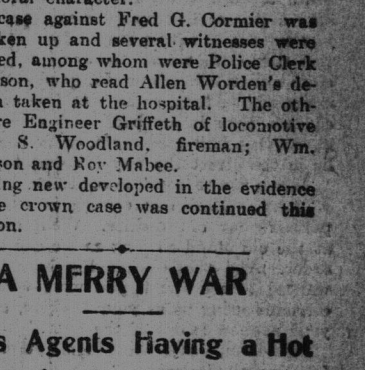 case against Fred G. Cormier was
ken up and several witnesses were
ed, among whom were Police Clerk
son, who read Allen Worden's de-
n taken at the hospital. The oth-
re Engineer Griffeth of locomotive
S. Woodland, fireman; Wm.
son and Roy Mabee.
ng new developed in the evidence
e crown case was continued this
on.
A MERRY WAR
s Agents Having a Hot